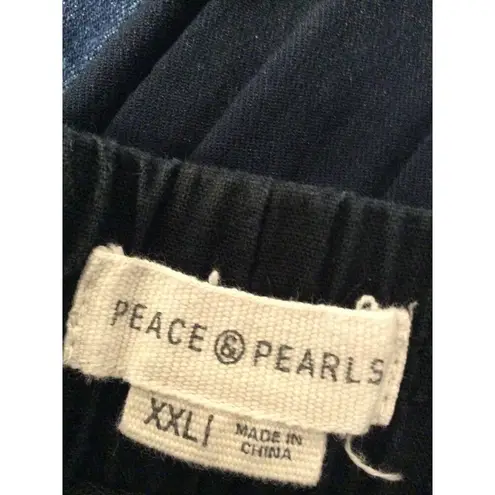 PEACE & PEARLS
XXL
MADE IN
CHINA